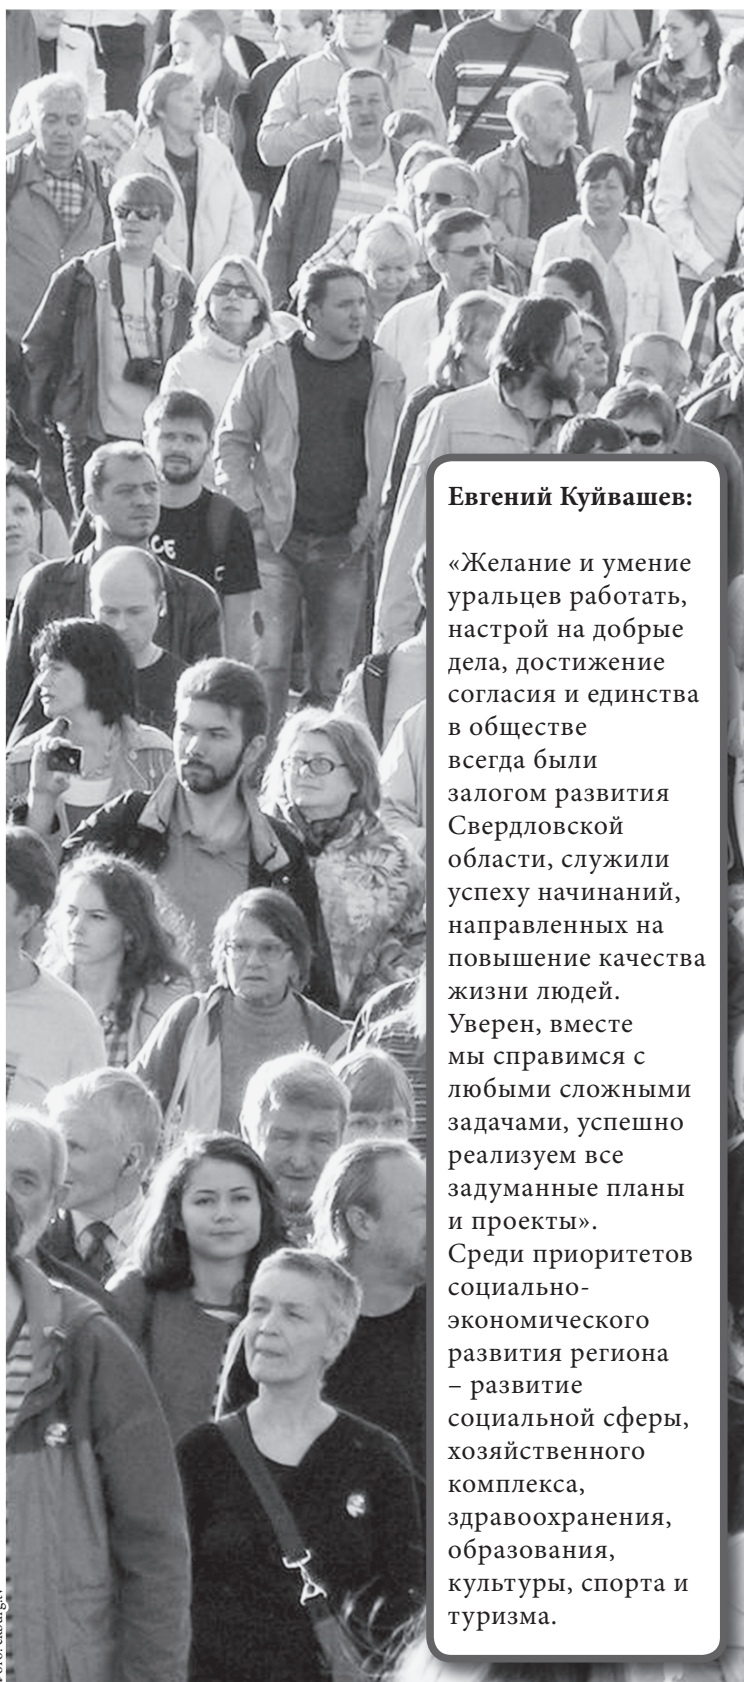 Евгений Куйвашев:
«Желание и умение
уральцев работать,
настрой на добрые
дела, достижение
согласия и единства
в обществе
всегда были
залогом развития
Свердловской
области, служили
успеху начинаний,
направленных на
повышение качества
жизни людей.
Уверен, вместе
мы справимся с
любыми сложными
задачами, успешно
реализуем все
задуманные планы
и проекты».
Среди приоритетов
социально-
экономического
развития региона
– развитие
социальной сферы,
хозяйственного
комплекса,
здравоохранения,
образования,
культуры, спорта и
туризма.